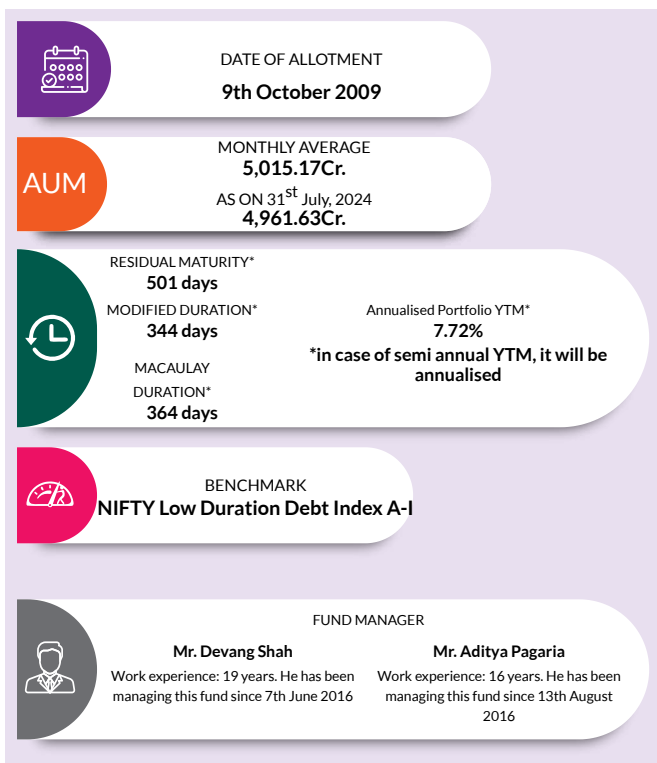 DATE OF ALLOTMENT
9th October 2009
AUM
MONTHLY AVERAGE
5,015.17Cr.
AS ON 31st July, 2024
4,961.63Cr.
RESIDUAL MATURITY*
501 days
MODIFIED DURATION*
344 days
MACAULAY
DURATION*
364 days
Annualised Portfolio YTM*
7.72%
*in case of semi annual YTM, it will be
annualised
BENCHMARK
NIFTY Low Duration Debt Index A-I
FUND MANAGER
Mr. Devang Shah
Work experience: 19 years. He has been
managing this fund since 7th June 2016
Mr. Aditya Pagaria
Work experience: 16 years. He has been
managing this fund since 13th August
2016